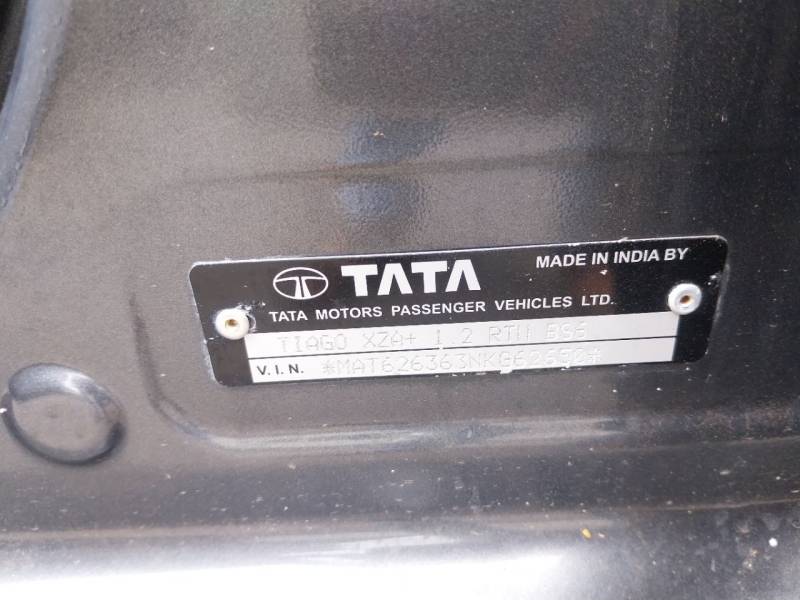 TATA
MADE IN INDIA BY
TATA MOTORS PASSENGER VEHICLES LTD.
TIAGO XZA+ 1.2 RTN BS6
V.I.N.